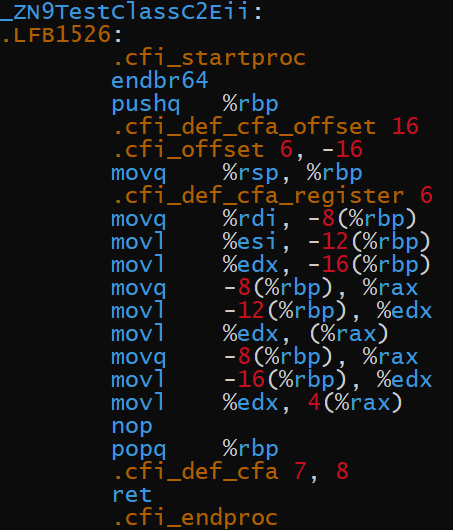 _ZN9TestClassC2Eii:
.LFB1526:
.cfi_startproc
endbr64
pushq %rbp
.cfi_def_cfa_offset 16
.cfi_offset 6, -16
movq %rsp, %rbp
.cfi_def_cfa_register 6
movq %rdi, -8(%rbp)
movl %esi, -12(%rbp)
movl %edx, -16(%rbp)
movq -8(%rbp), %rax
movl -12(%rbp), %edx
movl %edx, (%rax)
movq -8(%rbp), %rax
movl -16(%rbp), %edx
movl %edx, 4(%rax)
nop
popq %rbp
.cfi_def_cfa 7, 8
ret
.cfi_endproc